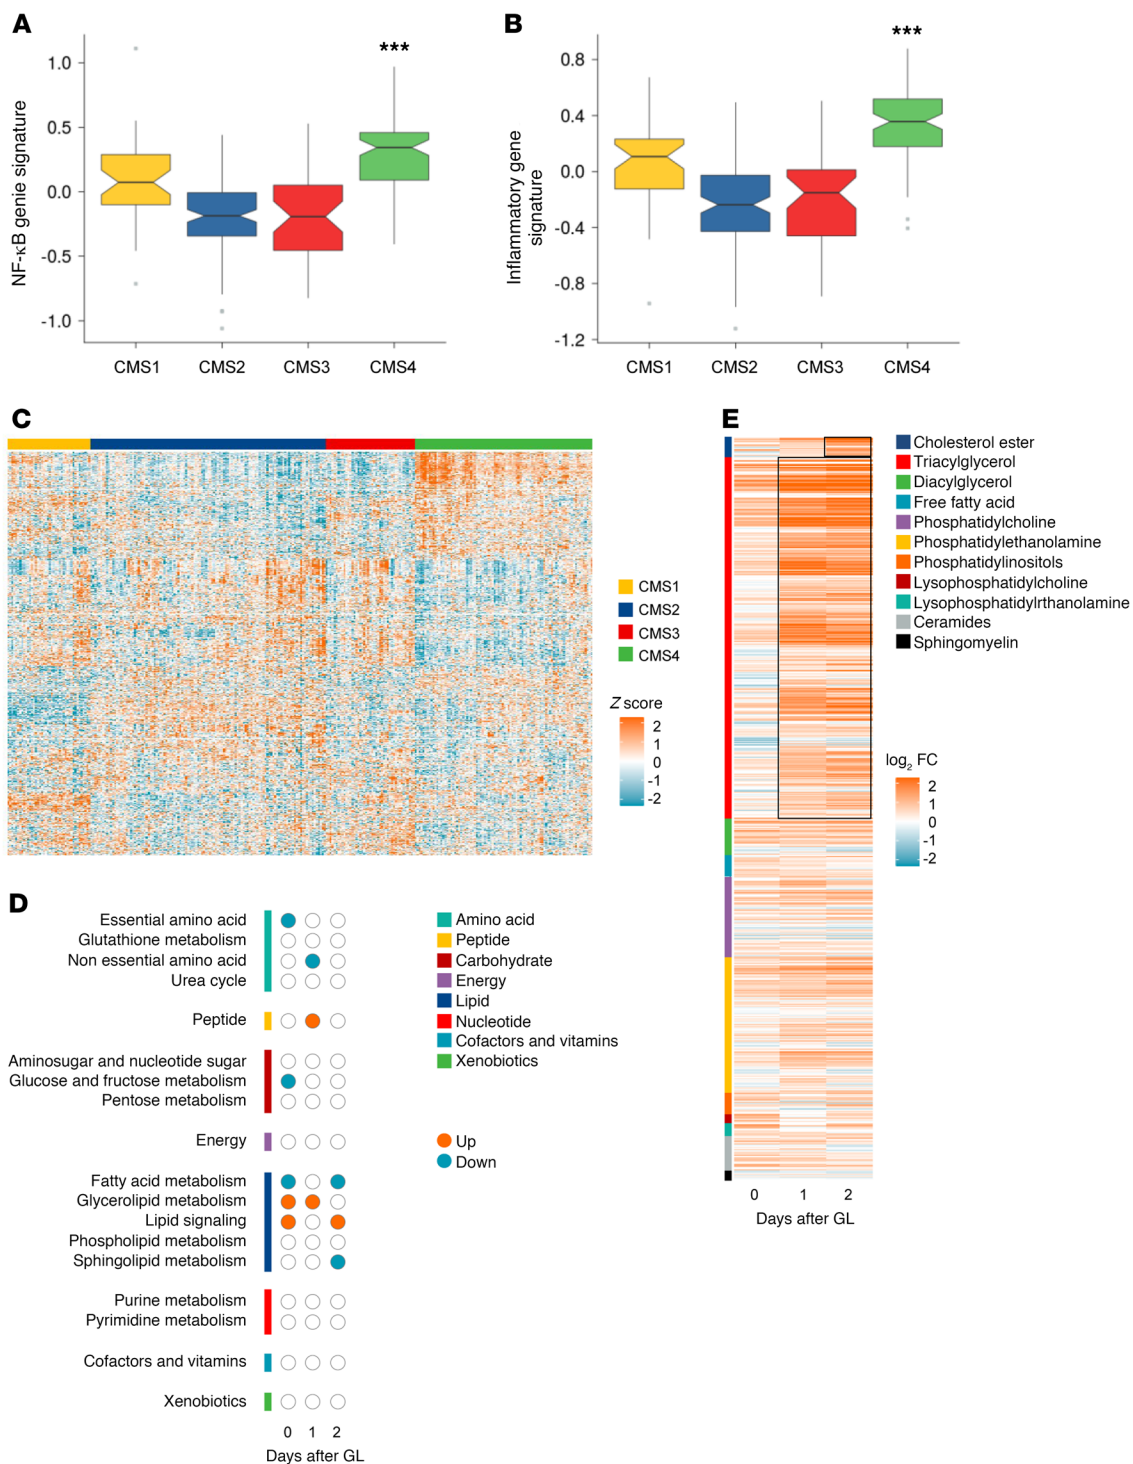 A
***
NF-κB genie signature
1.0
0.5
0.0
-0.5
-1.0
CMS1
CMS2
CMS3
CMS4
B
***
Inflammatory gene
signature
0.8
0.4
0.0
-0.4
-0.8
-1.2
CMS1
CMS2
CMS3
CMS4
C
CMS1
CMS2
CMS3
CMS4
Z score
2
1
0
-1
-2
E
Cholesterol ester
Triacylglycerol
Diacylglycerol
Free fatty acid
Phosphatidylcholine
Phosphatidylethanolamine
Phosphatidylinositols
Lysophosphatidylcholine
Lysophosphatidylrthanolamine
Ceramides
Sphingomyelin
log2 FC
2
1
0
-1
-2
0 1 2
Days after GL
D
Essential amino acid
Glutathione metabolism
Non essential amino acid
Urea cycle
Peptide
Aminosugar and nucleotide sugar
Glucose and fructose metabolism
Pentose metabolism
Energy
Fatty acid metabolism
Glycerolipid metabolism
Lipid signaling
Phospholipid metabolism
Sphingolipid metabolism
Purine metabolism
Pyrimidine metabolism
Cofactors and vitamins
Xenobiotics
0 1 2
Days after GL
Amino acid
Peptide
Carbohydrate
Energy
Lipid
Nucleotide
Cofactors and vitamins
Xenobiotics
Up
Down